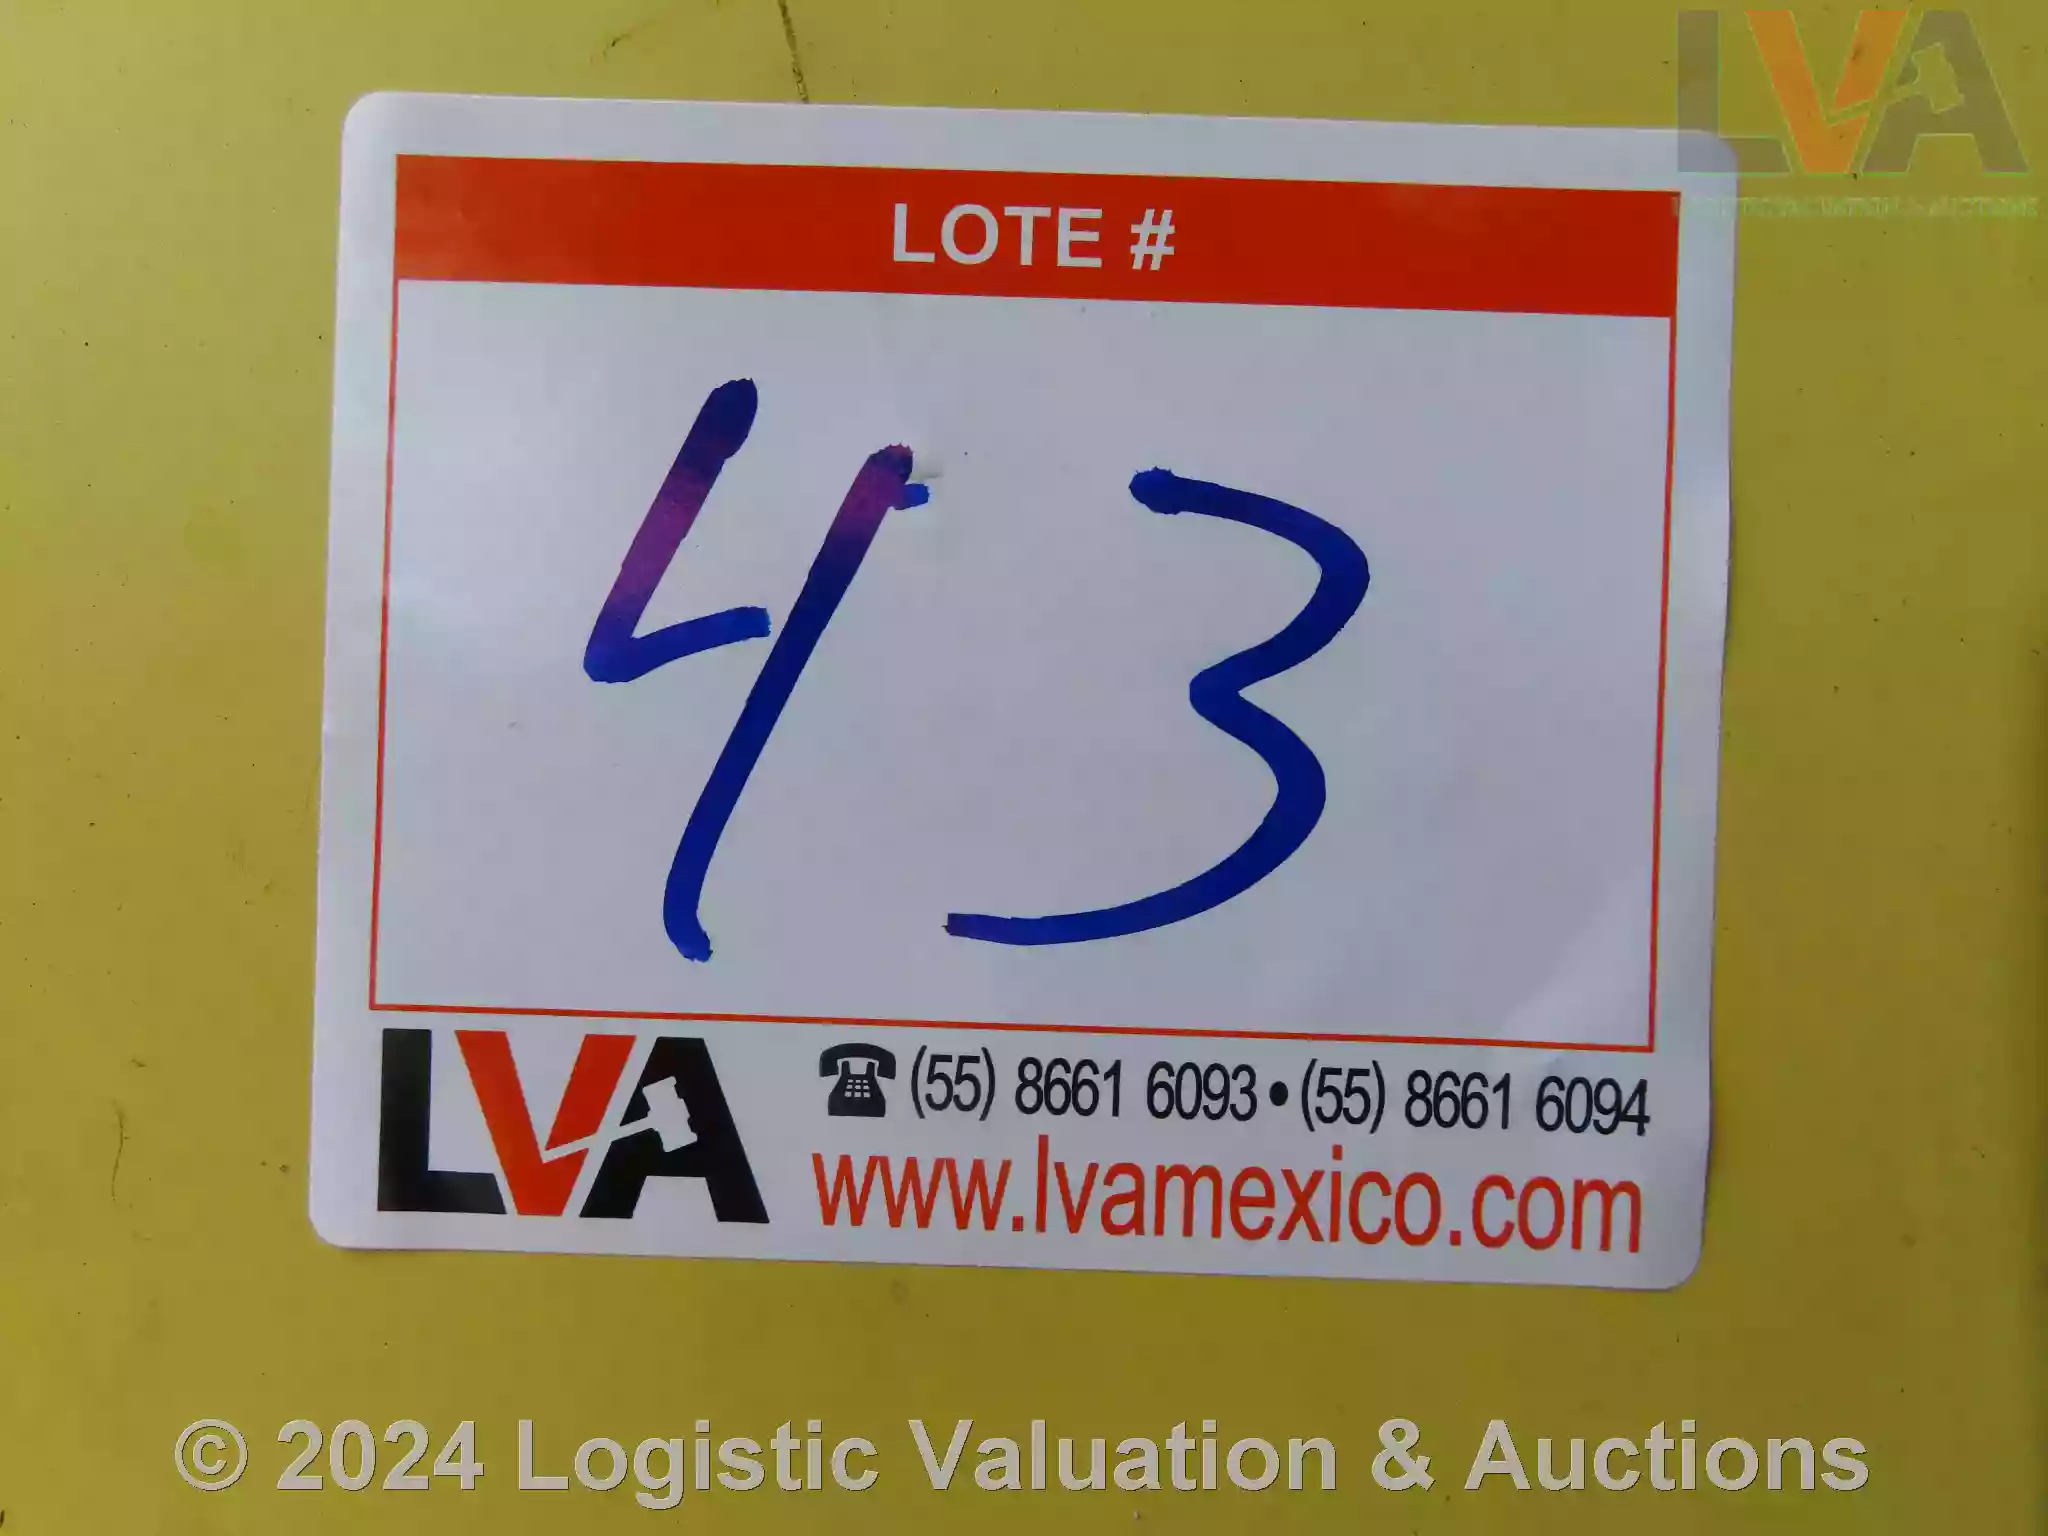 LVA
LOTE #
43
LVA
(55) 8661 6093 • (55) 8661 6094
www.lvamexico.com
© 2024 Logistic Valuation & Auctions